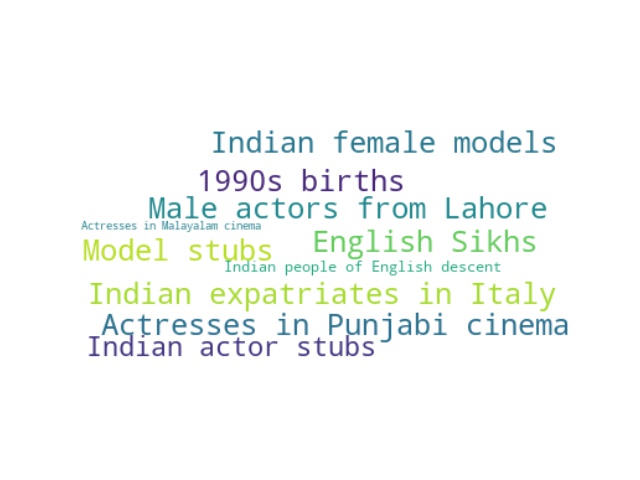 Indian female models
1990s births
Male actors from Lahore
Actresses in Malayalam cinema
English Sikhs
Model stubs
Indian people of English descent
Indian expatriates in Italy
Actresses in Punjabi cinema
Indian actor stubs